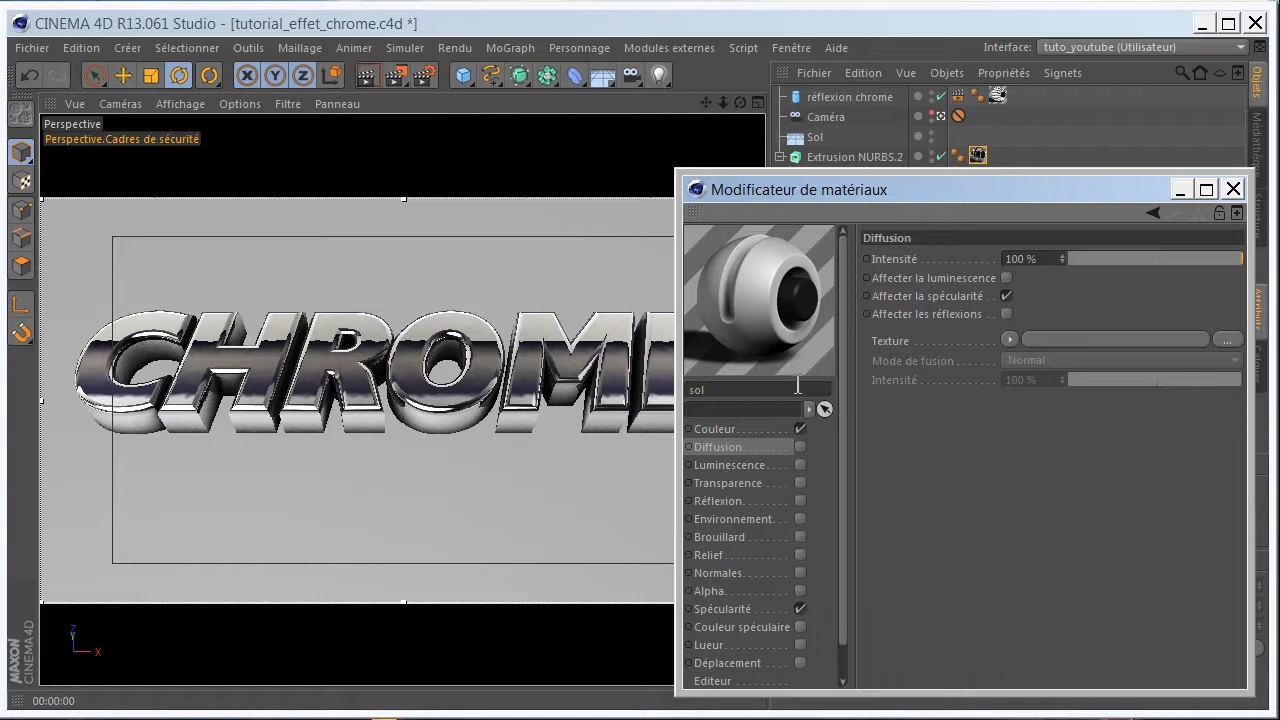 CINEMA 4D R13.061 Studio - [tutorial_effet_chrome.c4d *]
Fichier Edition Créer Sélectionner Outils Maillage Animer Simuler Rendu MoGraph Personnage Modules externes Script Fenêtre Aide Interface: tuto_youtube (Utilisateur)
X Y Z
Fichier Edition Vue Objets Propriétés Signets
Vue Caméras Affichage Options Filtre Panneau
Perspective
Perspective.Cadres de sécurité
réflexion chrome
Caméra
Sol
Extrusion NURBS.2
Objets
Médiathèque
Structure
Attributs
CHROM
Modificateur de matériaux
sol
Couleur
Diffusion
Luminescence
Transparence
Réflexion
Environnement
Brouillard
Relief
Normales
Alpha
Spécularité
Couleur spéculaire
Lueur
Déplacement
Editeur
Diffusion
Intensité 100 %
Affecter la luminescence
Affecter la spécularité
Affecter les réflexions
Texture ...
Mode de fusion Normal
Intensité 100 %
Z
Y
X
MAXON
CINEMA 4D
00:00:00